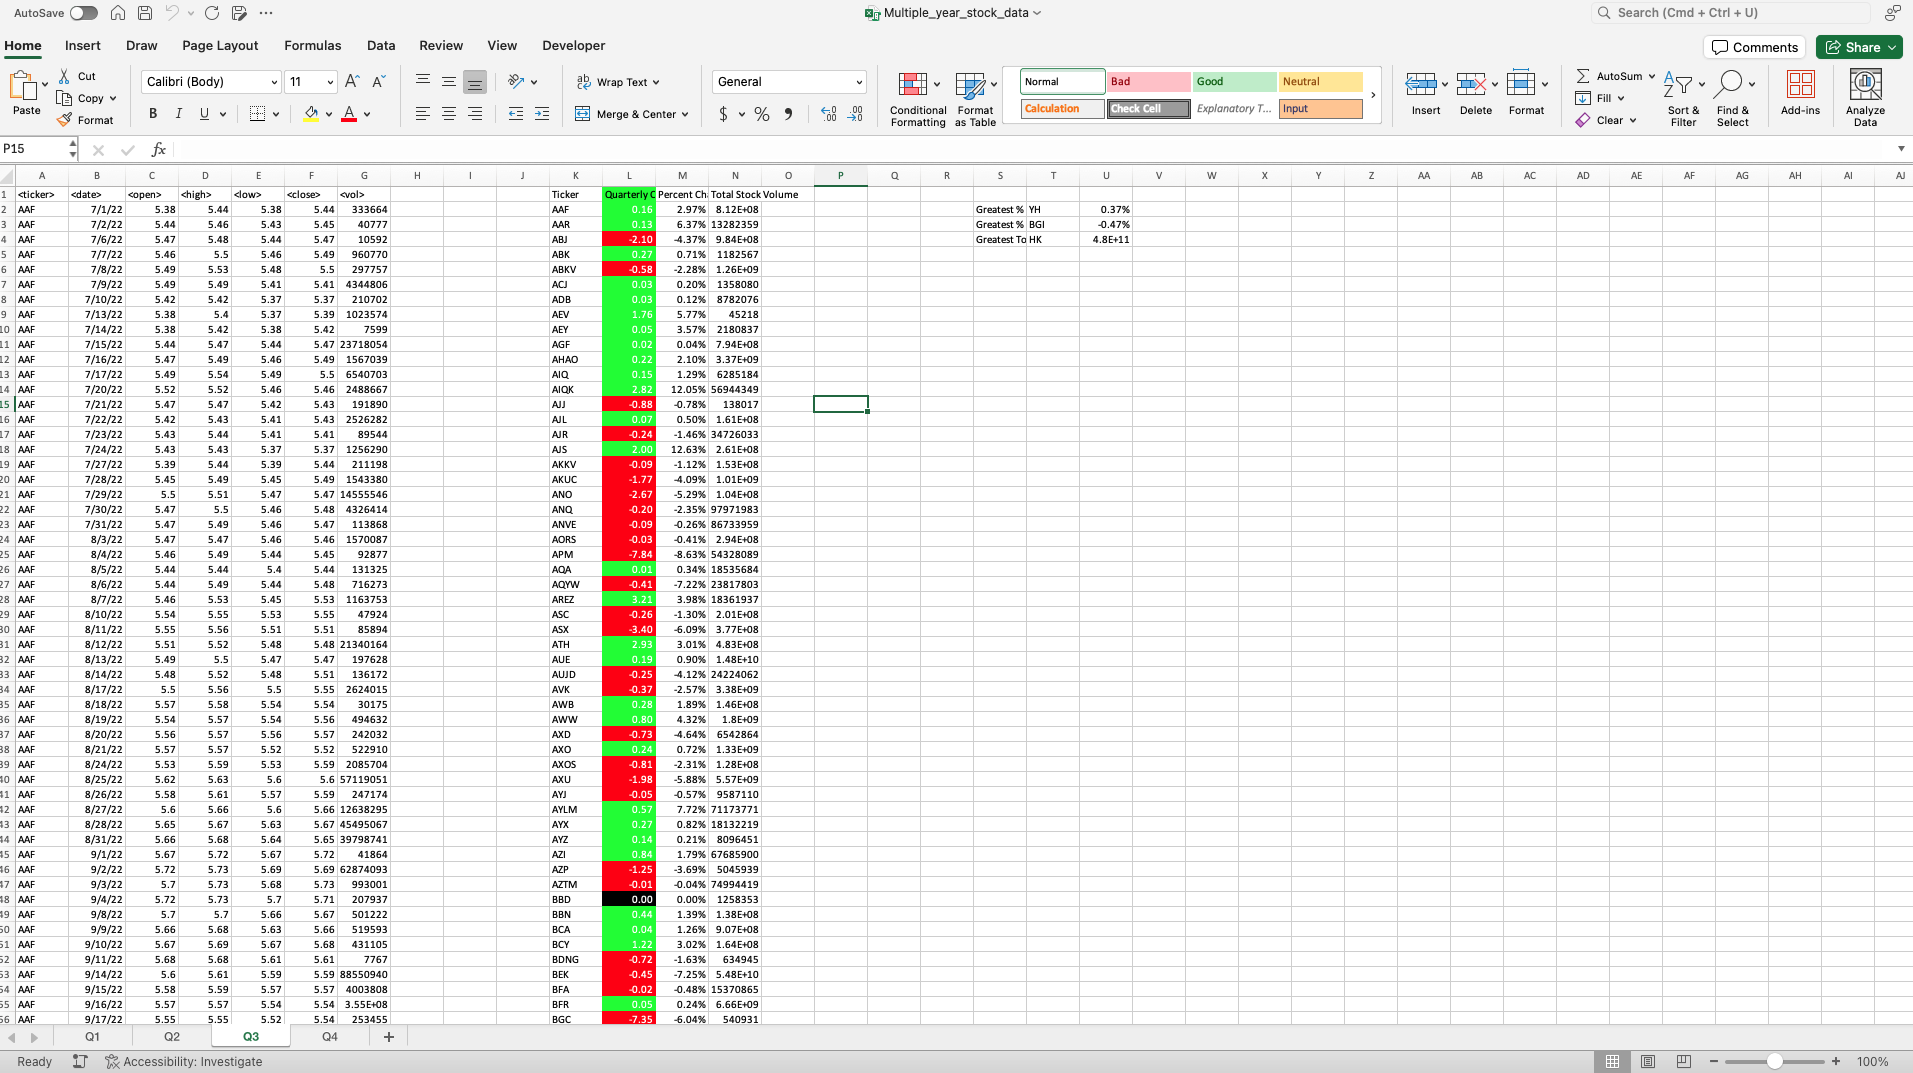 AutoSave
Multiple_year_stock_data
Search (Cmd + Ctrl + U)
Home Insert Draw Page Layout Formulas Data Review View Developer
Comments
Share
Paste
Cut
Copy
Format
Calibri (Body) 11
B I U
Wrap Text
Merge & Center
General
Conditional Formatting
Format as Table
Normal Bad Good Neutral
Calculation Check Cell Explanatory T... Input
Insert Delete Format
AutoSum
Fill
Clear
Sort & Filter
Find & Select
Add-ins
Analyze Data
P15
fx
A B C D E F G H I J K L M N O P Q R S T U V W X Y Z AA AB AC AD AE AF AG AH AI AJ
1 <ticker> <date> <open> <high> <low> <close> <vol> Ticker Quarterly C Percent Ch Total Stock Volume
2 AAF 7/1/22 5.38 5.44 5.38 5.44 333664 AAF 0.16 2.97% 8.12E+08 Greatest % YH 0.37%
3 AAF 7/2/22 5.44 5.46 5.43 5.45 40777 AAR 0.13 6.37% 13282359 Greatest % BGI -0.47%
4 AAF 7/6/22 5.47 5.48 5.44 5.47 10592 ABJ -2.10 -4.37% 9.84E+08 Greatest To HK 4.8E+11
5 AAF 7/7/22 5.46 5.5 5.46 5.49 960770 ABK 0.27 0.71% 1182567
6 AAF 7/8/22 5.49 5.53 5.48 5.5 297757 ABKV -0.58 -2.28% 1.26E+09
7 AAF 7/9/22 5.49 5.49 5.41 5.41 4344806 ACJ 0.03 0.20% 1358080
8 AAF 7/10/22 5.42 5.42 5.37 5.37 210702 ADB 0.03 0.12% 8782076
9 AAF 7/13/22 5.38 5.4 5.37 5.39 1023574 AEV 1.76 5.77% 45218
10 AAF 7/14/22 5.38 5.42 5.38 5.42 7599 AEY 0.05 3.57% 2180837
11 AAF 7/15/22 5.44 5.47 5.44 5.47 23718054 AGF 0.02 0.04% 7.94E+08
12 AAF 7/16/22 5.47 5.49 5.46 5.49 1567039 AHAO 0.22 2.10% 3.37E+09
13 AAF 7/17/22 5.49 5.54 5.49 5.5 6540703 AIQ 0.15 1.29% 6285184
14 AAF 7/20/22 5.52 5.52 5.46 5.46 2488667 AIQK 2.82 12.05% 56944349
15 AAF 7/21/22 5.47 5.47 5.42 5.43 191890 AJJ -0.88 -0.78% 138017
16 AAF 7/22/22 5.42 5.43 5.41 5.43 2526282 AJL 0.07 0.50% 1.61E+08
17 AAF 7/23/22 5.43 5.44 5.41 5.41 89544 AJR -0.24 -1.46% 34726033
18 AAF 7/24/22 5.43 5.43 5.37 5.37 1256290 AJS 2.00 12.63% 2.61E+08
19 AAF 7/27/22 5.39 5.44 5.39 5.44 211198 AKKV -0.09 -1.12% 1.53E+08
20 AAF 7/28/22 5.45 5.49 5.45 5.49 1543380 AKUC -1.77 -4.09% 1.01E+09
21 AAF 7/29/22 5.5 5.51 5.47 5.47 14555546 ANO -2.67 -5.29% 1.04E+08
22 AAF 7/30/22 5.47 5.5 5.46 5.48 4326414 ANQ -0.20 -2.35% 97971983
23 AAF 7/31/22 5.47 5.49 5.46 5.47 113868 ANVE -0.09 -0.26% 86733959
24 AAF 8/3/22 5.47 5.47 5.46 5.46 1570087 AORS -0.03 -0.41% 2.94E+08
25 AAF 8/4/22 5.46 5.49 5.44 5.45 92877 APM -7.84 -8.63% 54328089
26 AAF 8/5/22 5.44 5.44 5.4 5.44 131325 AQA 0.01 0.34% 18535684
27 AAF 8/6/22 5.44 5.49 5.44 5.48 716273 AQYW -0.41 -7.22% 23817803
28 AAF 8/7/22 5.46 5.53 5.45 5.53 1163753 AREZ 3.21 3.98% 18361937
29 AAF 8/10/22 5.54 5.55 5.53 5.55 47924 ASC -0.26 -1.30% 2.01E+08
30 AAF 8/11/22 5.55 5.56 5.51 5.51 85894 ASX -3.40 -6.09% 3.77E+08
31 AAF 8/12/22 5.51 5.52 5.48 5.48 21340164 ATH 2.93 3.01% 4.83E+08
32 AAF 8/13/22 5.49 5.5 5.47 5.47 197628 AUE 0.19 0.90% 1.48E+10
33 AAF 8/14/22 5.48 5.52 5.48 5.51 136172 AUJD -0.25 -4.12% 24224062
34 AAF 8/17/22 5.5 5.56 5.5 5.55 2624015 AVK -0.37 -2.57% 3.38E+09
35 AAF 8/18/22 5.57 5.58 5.54 5.54 30175 AWB 0.28 1.89% 1.46E+08
36 AAF 8/19/22 5.54 5.57 5.54 5.56 494632 AWW 0.80 4.32% 1.8E+09
37 AAF 8/20/22 5.56 5.57 5.56 5.57 242032 AXD -0.73 -4.64% 6542864
38 AAF 8/21/22 5.57 5.57 5.52 5.52 522910 AXO 0.24 0.72% 1.33E+09
39 AAF 8/24/22 5.53 5.59 5.53 5.59 2085704 AXOS -0.81 -2.31% 1.28E+08
40 AAF 8/25/22 5.62 5.63 5.6 5.6 57119051 AXU -1.98 -5.88% 5.57E+09
41 AAF 8/26/22 5.58 5.61 5.57 5.59 247174 AYJ -0.05 -0.57% 9587110
42 AAF 8/27/22 5.6 5.66 5.6 5.66 12638295 AYLM 0.57 7.72% 71173771
43 AAF 8/28/22 5.65 5.67 5.63 5.67 45495067 AYX 0.27 0.82% 18132219
44 AAF 8/31/22 5.66 5.68 5.64 5.65 39798741 AYZ 0.14 0.21% 8096451
45 AAF 9/1/22 5.67 5.72 5.67 5.72 41864 AZI 0.84 1.79% 67685900
46 AAF 9/2/22 5.72 5.73 5.69 5.69 62874093 AZP -1.25 -3.69% 5045939
47 AAF 9/3/22 5.7 5.73 5.68 5.73 993001 AZTM -0.01 -0.04% 74994419
48 AAF 9/4/22 5.72 5.73 5.7 5.71 207937 BBD 0.00 0.00% 1258353
49 AAF 9/8/22 5.7 5.7 5.66 5.67 501222 BBN 0.44 1.39% 1.38E+08
50 AAF 9/9/22 5.66 5.68 5.63 5.66 519593 BCA 0.04 1.26% 9.07E+08
51 AAF 9/10/22 5.67 5.69 5.67 5.68 431105 BCY 1.22 3.02% 1.64E+08
52 AAF 9/11/22 5.68 5.68 5.61 5.61 7767 BDNG -0.72 -1.63% 634945
53 AAF 9/14/22 5.6 5.61 5.59 5.59 88550940 BEK -0.45 -7.25% 5.48E+10
54 AAF 9/15/22 5.58 5.59 5.57 5.57 4003808 BFA -0.02 -0.48% 15370865
55 AAF 9/16/22 5.57 5.57 5.54 5.54 3.55E+08 BFR 0.05 0.24% 6.66E+09
56 AAF 9/17/22 5.55 5.55 5.52 5.54 253455 BGC -7.35 -6.04% 540931
Q1 Q2 Q3 Q4 +
Ready Accessibility: Investigate 100%